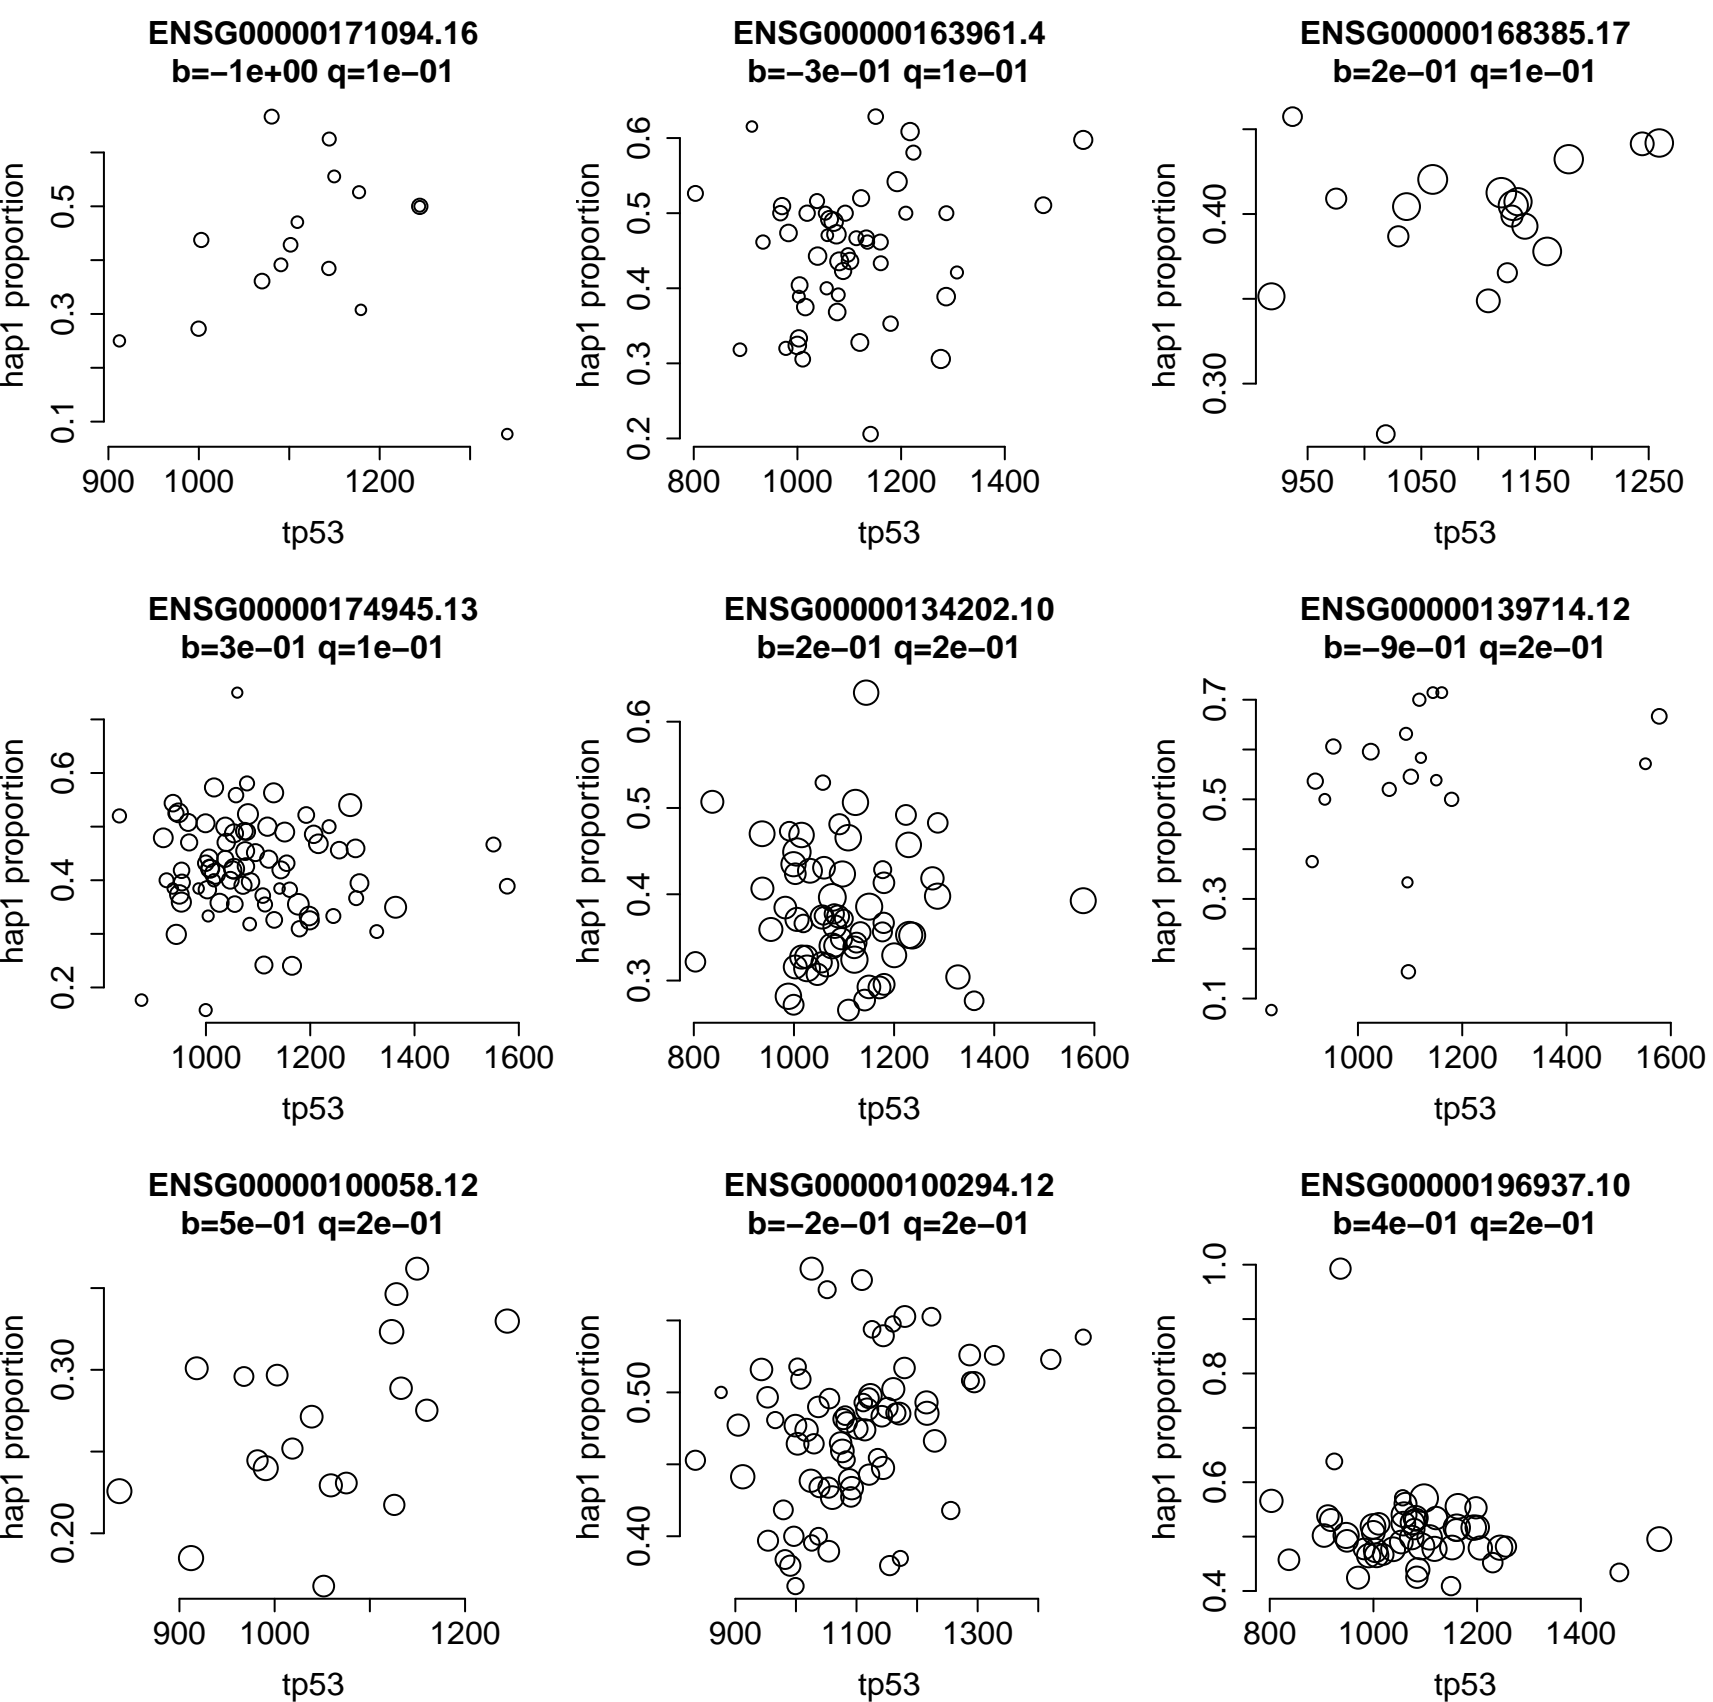 ENSG00000171094.16
b=−1e+00 q=1e−01
hap1 proportion
0.1 0.3 0.5
900 1000 1200
tp53
ENSG00000163961.4
b=−3e−01 q=1e−01
hap1 proportion
0.2 0.3 0.4 0.5 0.6
800 1000 1200 1400
tp53
ENSG00000168385.17
b=2e−01 q=1e−01
hap1 proportion
0.30 0.40
950 1050 1150 1250
tp53
ENSG00000174945.13
b=3e−01 q=1e−01
hap1 proportion
0.2 0.4 0.6
1000 1200 1400 1600
tp53
ENSG00000134202.10
b=2e−01 q=2e−01
hap1 proportion
0.3 0.4 0.5 0.6
800 1000 1200 1400 1600
tp53
ENSG00000139714.12
b=−9e−01 q=2e−01
hap1 proportion
0.1 0.3 0.5 0.7
1000 1200 1400 1600
tp53
ENSG00000100058.12
b=5e−01 q=2e−01
hap1 proportion
0.20 0.30
900 1000 1200
tp53
ENSG00000100294.12
b=−2e−01 q=2e−01
hap1 proportion
0.40 0.50
900 1100 1300
tp53
ENSG00000196937.10
b=4e−01 q=2e−01
hap1 proportion
0.4 0.6 0.8 1.0
800 1000 1200 1400
tp53